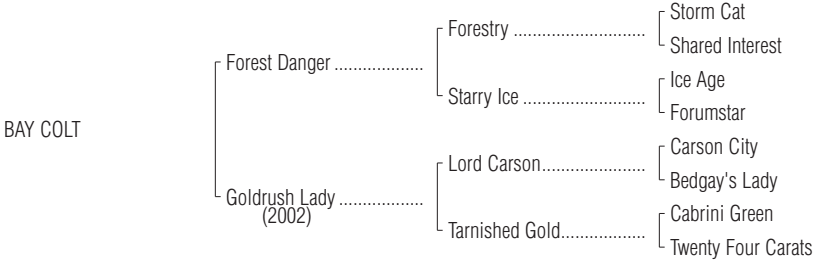 Storm Cat
Forestry ..........................
Shared Interest
Forest Danger ...................
Ice Age
Starry Ice ........................
Forumstar
BAY COLT
Carson City
Lord Carson......................
Bedgay's Lady
Goldrush Lady ..................
(2002)
Cabrini Green
Tarnished Gold..................
Twenty Four Carats